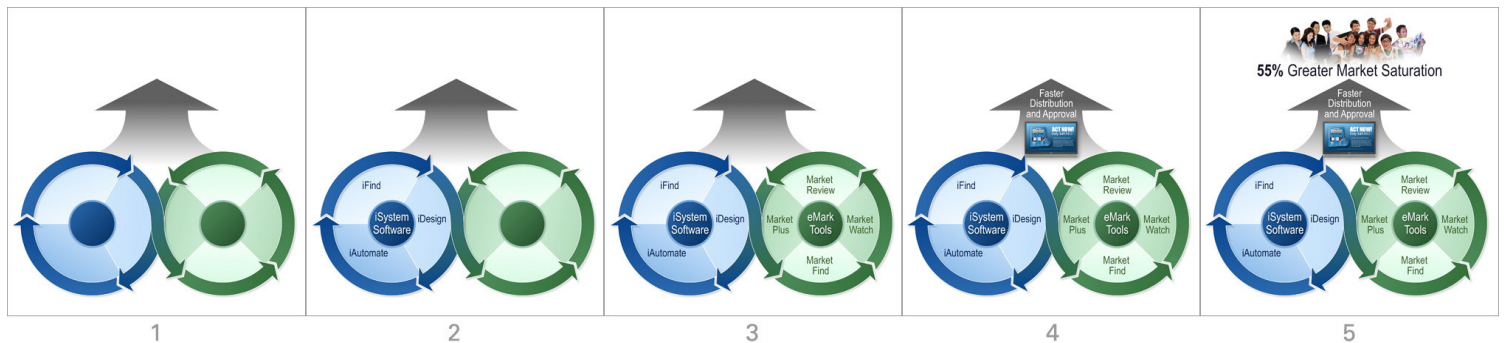 1
iFind
iSystem
Software
iDesign
iAutomate
2
iFind
iSystem
Software
iDesign
iAutomate
Market
Review
Market
Plus
eMark
Tools
Market
Watch
Market
Find
3
Faster
Distribution
and Approval
ACT NOW!
iFind
iSystem
Software
iDesign
iAutomate
Market
Review
Market
Plus
eMark
Tools
Market
Watch
Market
Find
4
55% Greater Market Saturation
Faster
Distribution
and Approval
ACT NOW!
iFind
iSystem
Software
iDesign
iAutomate
Market
Review
Market
Plus
eMark
Tools
Market
Watch
Market
Find
5